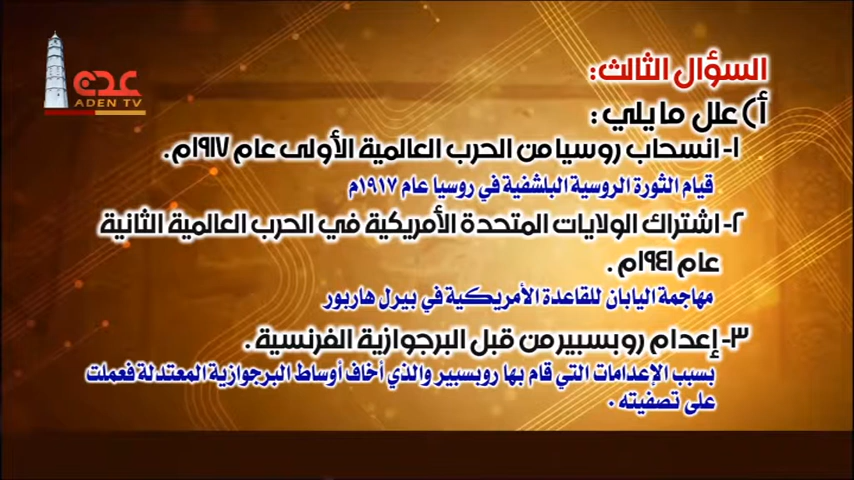 عدن
ADEN TV
السؤال الثالث:
أ) علل ما يلي :
١- انسحاب روسيا من الحرب العالمية الأولى عام ١٩١٧م.
قيام الثورة الروسية البلشفية في روسيا عام ١٩١٧م
٢- اشتراك الولايات المتحدة الأمريكية في الحرب العالمية الثانية
عام ١٩٤١م .
مهاجمة اليابان للقاعدة الأمريكية في بيرل هاربور
٣- إعدام روبسبير من قبل البرجوازية الفرنسية .
بسبب الإعدامات التي قام بها روبسبير والذي أخاف أوساط البرجوازية المعتدلة فعملت
على تصفيته .